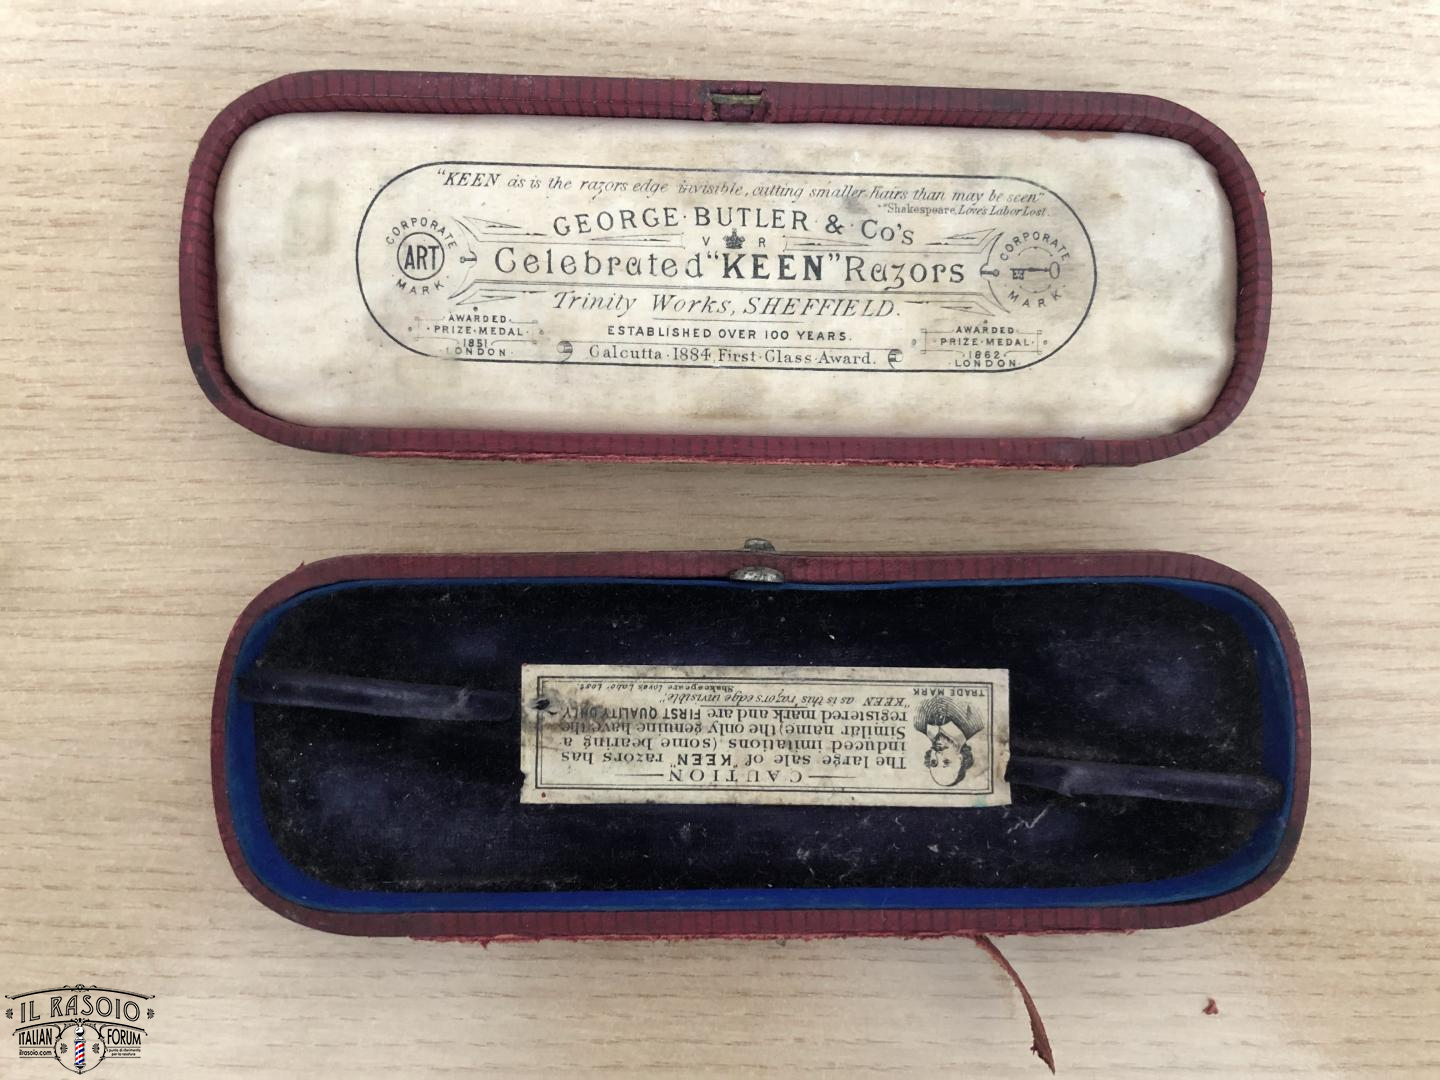 "KEEN as is the razors edge invisible, cutting smaller hairs than may be seen"
"Shakespeare, Love's Labor Lost.
GEORGE BUTLER & Co's
V R
Celebrated "KEEN" Razors
Trinity Works, SHEFFIELD.
ESTABLISHED OVER 100 YEARS.
Calcutta · 1884, First · Class · Award.
CORPORATE
ART
MARK
AWARDED
PRIZE · MEDAL
1851
LONDON
CORPORATE
MARK
AWARDED
PRIZE · MEDAL
1862
LONDON
CAUTION
The large sale of "KEEN" razors has
induced imitations (some bearing a
Similar name) the only genuine have the
registered mark and are FIRST QUALITY ONLY
"KEEN as is this razors edge invisible"
Shakespeare Loves Labor Lost
TRADE MARK
IL RASOIO
ITALIAN FORUM
ilrasoio.com